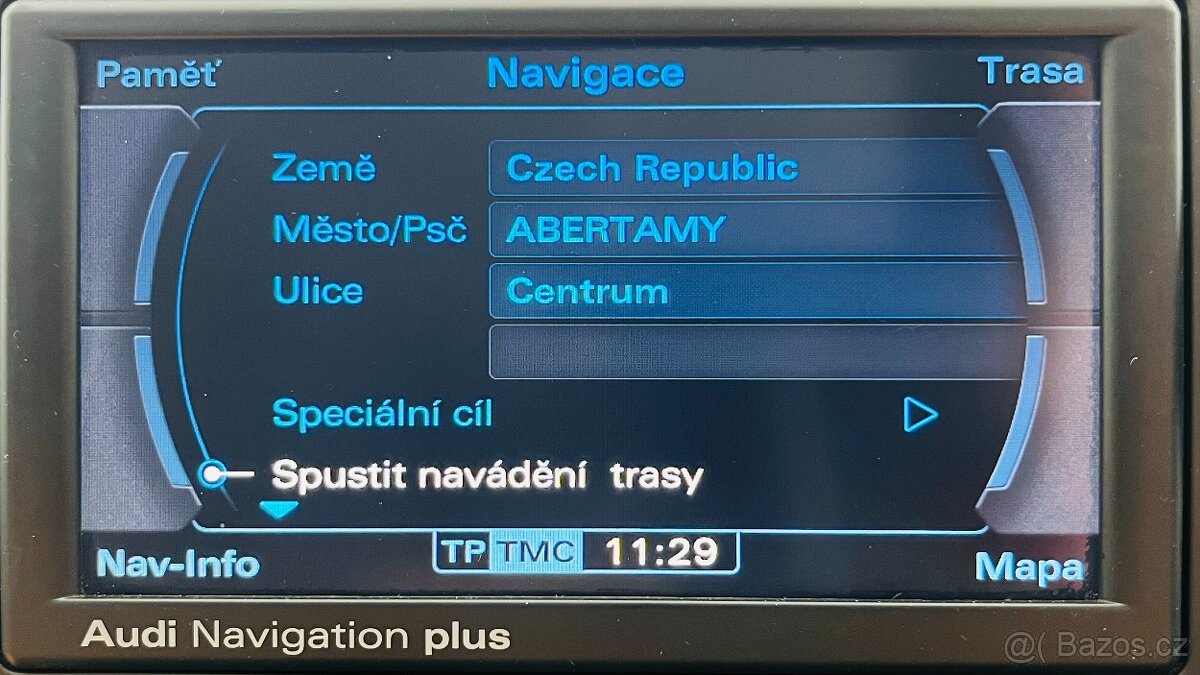 Paměť Navigace Trasa
Země Czech Republic
Město/Psč ABERTAMY
Ulice Centrum
Speciální cíl
Spustit navádění trasy
Nav-Info TP TMC 11:29 Mapa
Audi Navigation plus
@( Bazos.cz